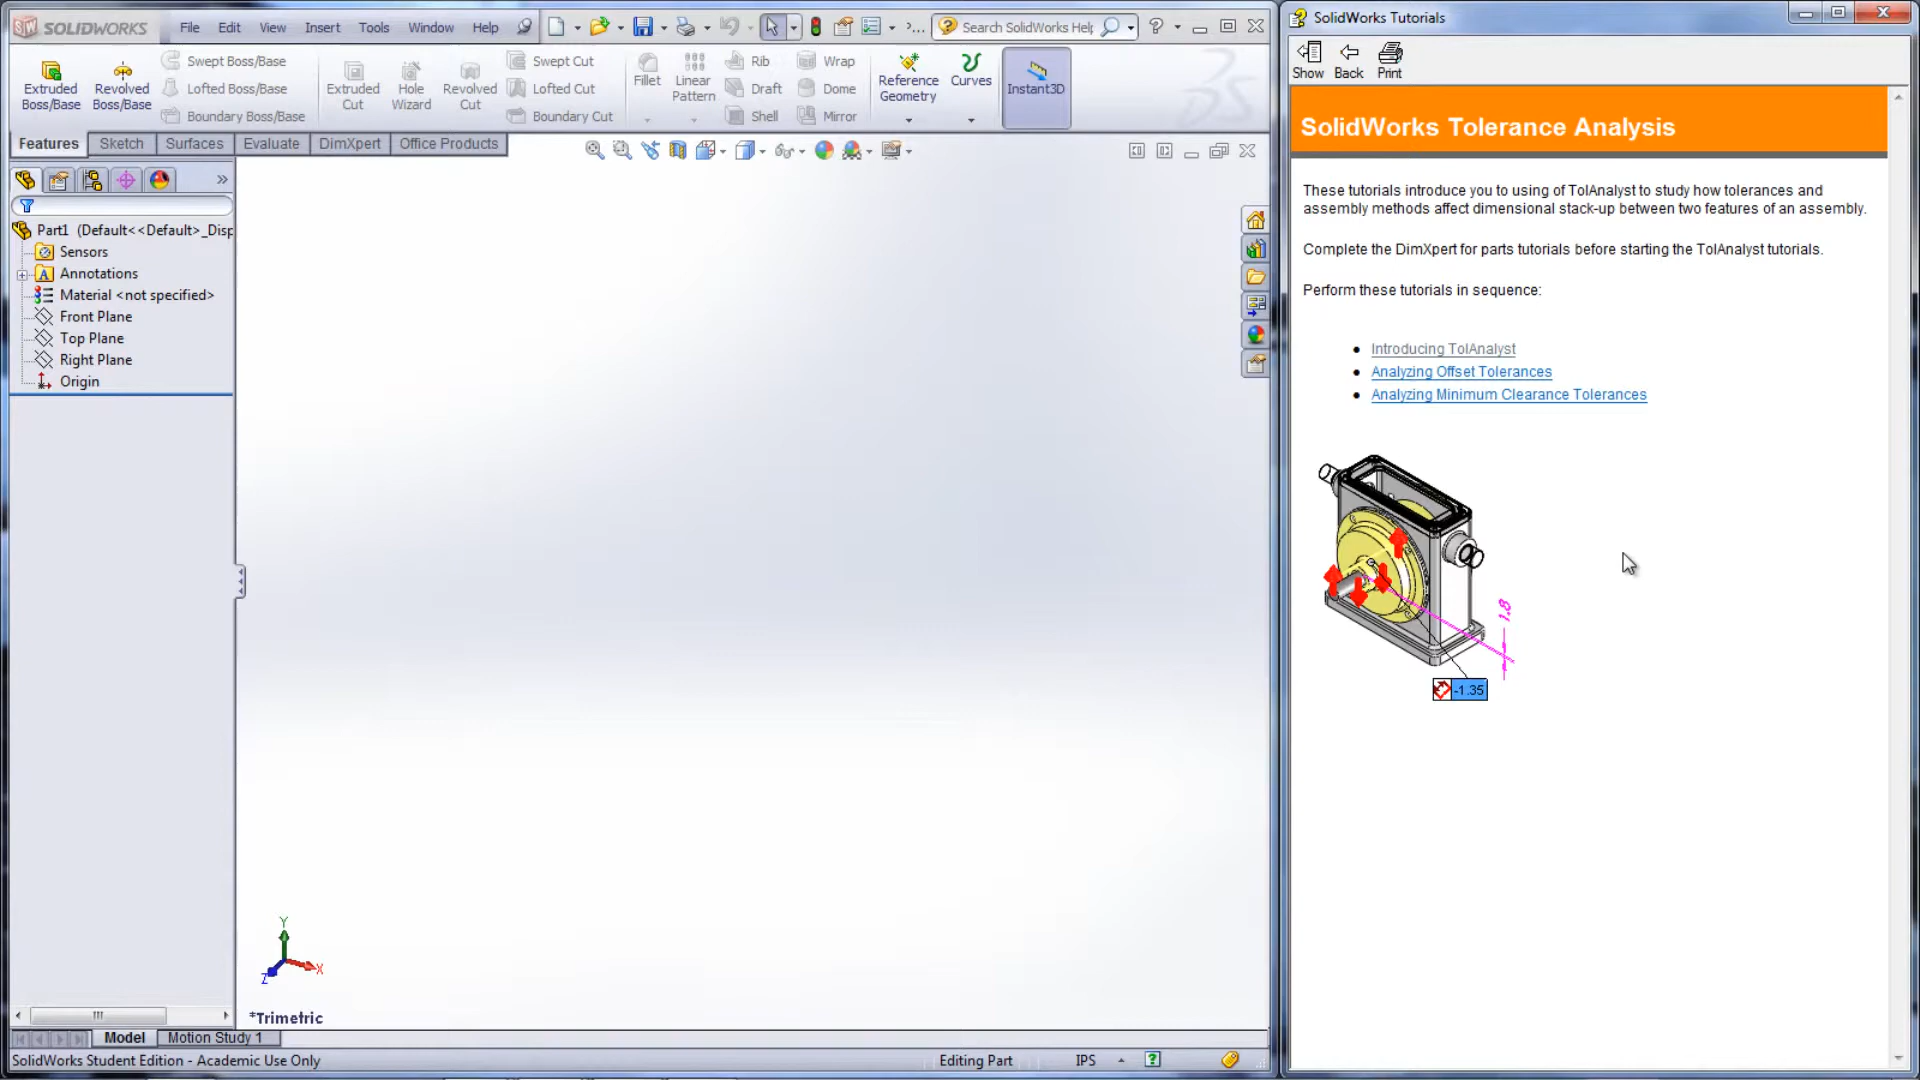 SOLIDWORKS
File Edit View Insert Tools Window Help
Search SolidWorks Help
Extruded Boss/Base
Revolved Boss/Base
Swept Boss/Base
Lofted Boss/Base
Boundary Boss/Base
Extruded Cut
Hole Wizard
Revolved Cut
Swept Cut
Lofted Cut
Boundary Cut
Fillet
Linear Pattern
Rib
Draft
Shell
Wrap
Dome
Mirror
Reference Geometry
Curves
Instant3D
Features Sketch Surfaces Evaluate DimXpert Office Products
Part1 (Default<<Default>_Disp
Sensors
Annotations
Material <not specified>
Front Plane
Top Plane
Right Plane
Origin
Y
X
Z
*Trimetric
Model Motion Study 1
SolidWorks Student Edition - Academic Use Only
Editing Part
IPS
SolidWorks Tutorials
Show Back Print
SolidWorks Tolerance Analysis
These tutorials introduce you to using of TolAnalyst to study how tolerances and
assembly methods affect dimensional stack-up between two features of an assembly.
Complete the DimXpert for parts tutorials before starting the TolAnalyst tutorials.
Perform these tutorials in sequence:
Introducing TolAnalyst
Analyzing Offset Tolerances
Analyzing Minimum Clearance Tolerances
1.8
-1.35